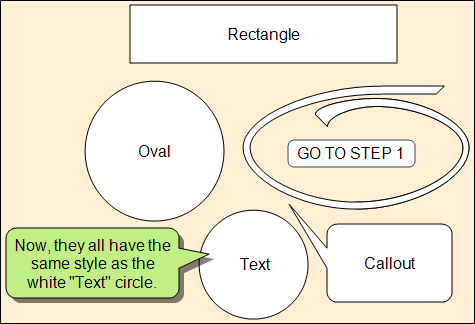 Rectangle
Oval
GO TO STEP 1
Now, they all have the
same style as the
white "Text" circle.
Text
Callout